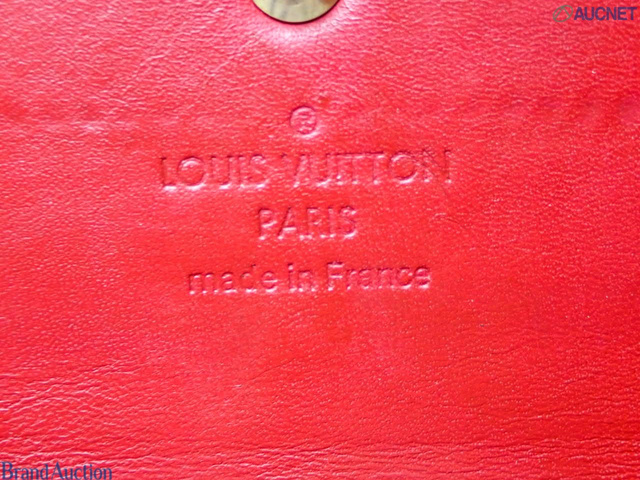 AUCNET
®
LOUIS VUITTON
PARIS
made in France
Brand Auction